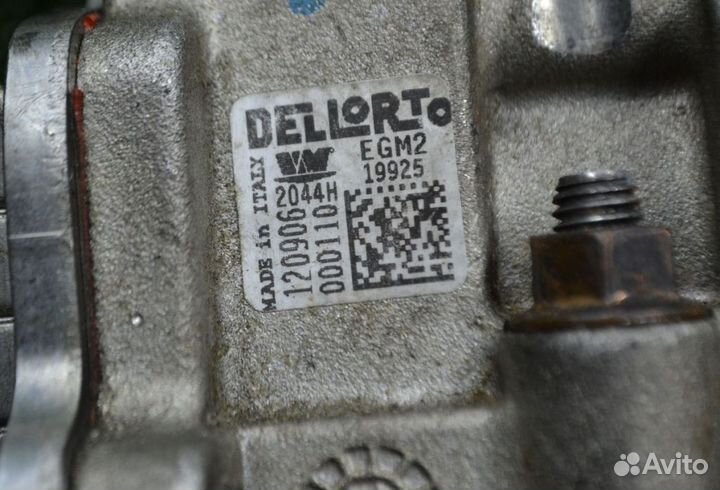 DELLORTO
MADE in ITALY
W
EGM2
19925
2044H
120906
000110
Avito